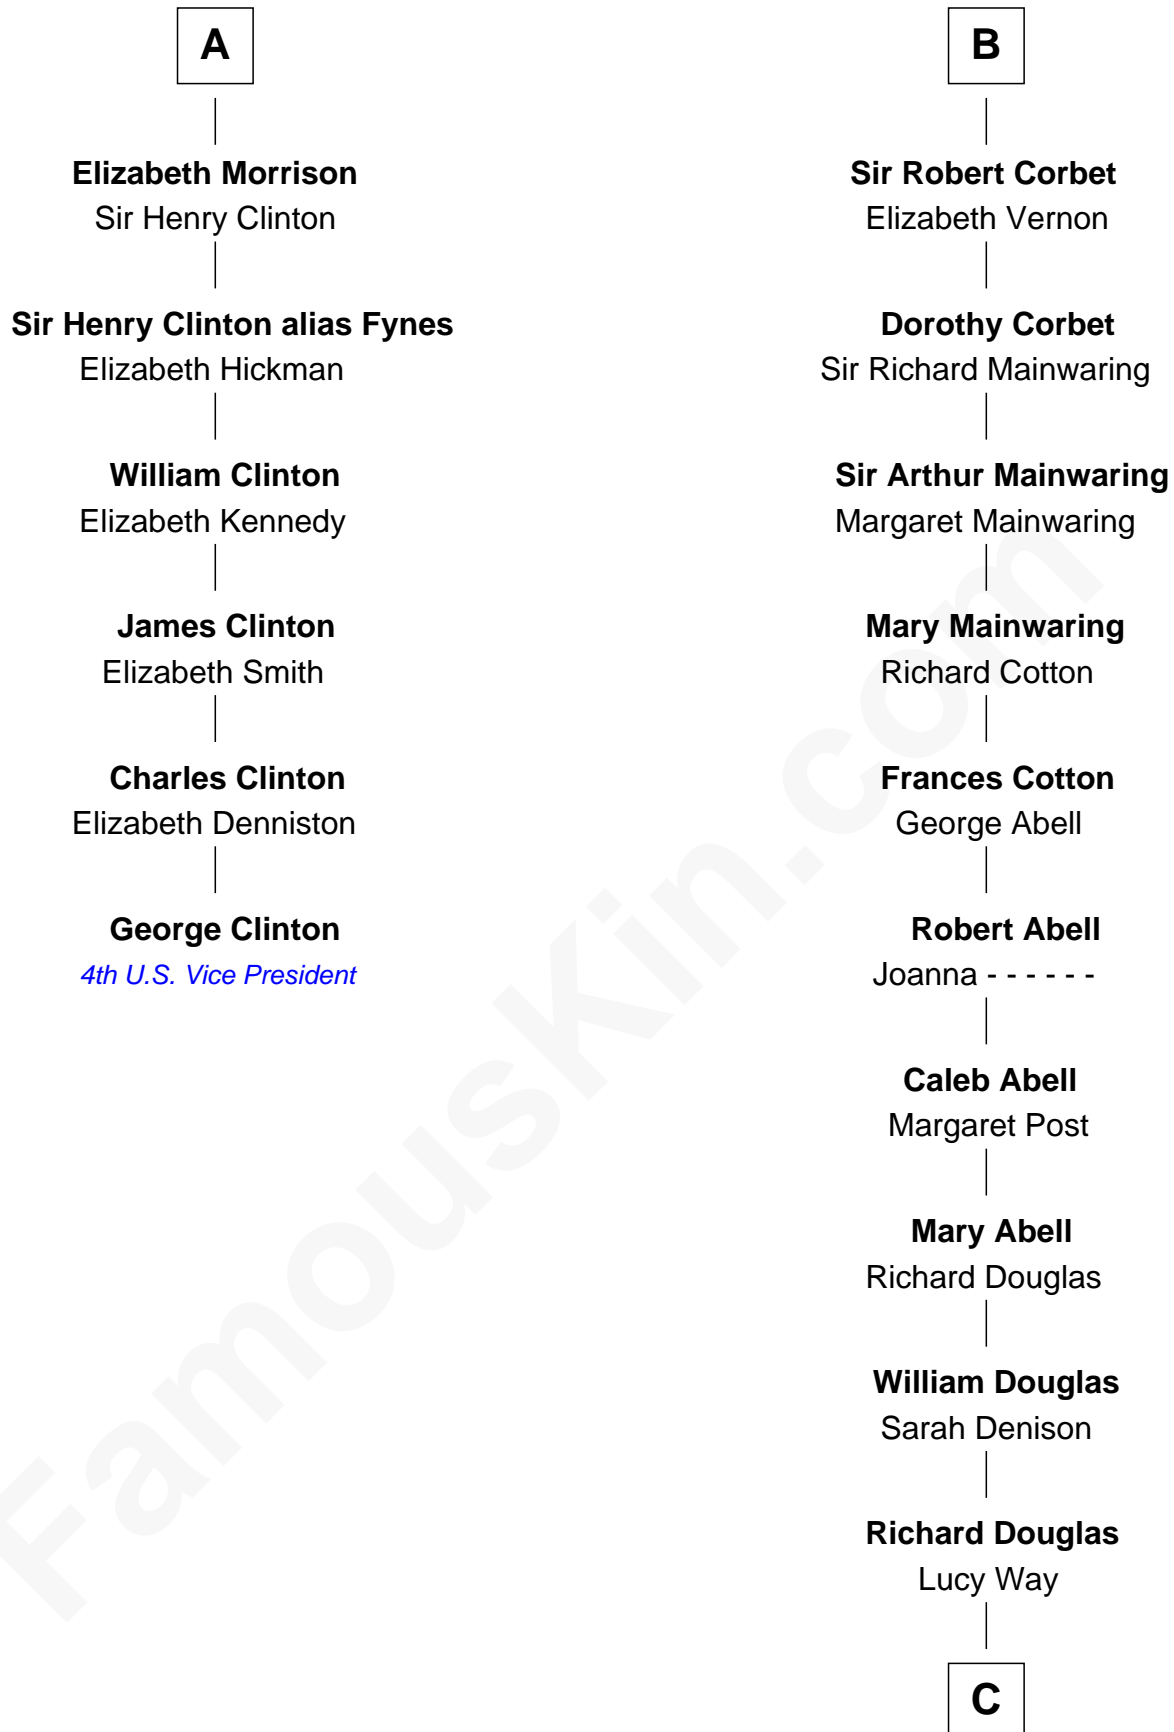 A
Elizabeth Morrison
Sir Henry Clinton
Sir Henry Clinton alias Fynes
Elizabeth Hickman
William Clinton
Elizabeth Kennedy
James Clinton
Elizabeth Smith
Charles Clinton
Elizabeth Denniston
George Clinton
4th U.S. Vice President
B
Sir Robert Corbet
Elizabeth Vernon
Dorothy Corbet
Sir Richard Mainwaring
Sir Arthur Mainwaring
Margaret Mainwaring
Mary Mainwaring
Richard Cotton
Frances Cotton
George Abell
Robert Abell
Joanna - - - - - -
Caleb Abell
Margaret Post
Mary Abell
Richard Douglas
William Douglas
Sarah Denison
Richard Douglas
Lucy Way
C
FamousKin.com